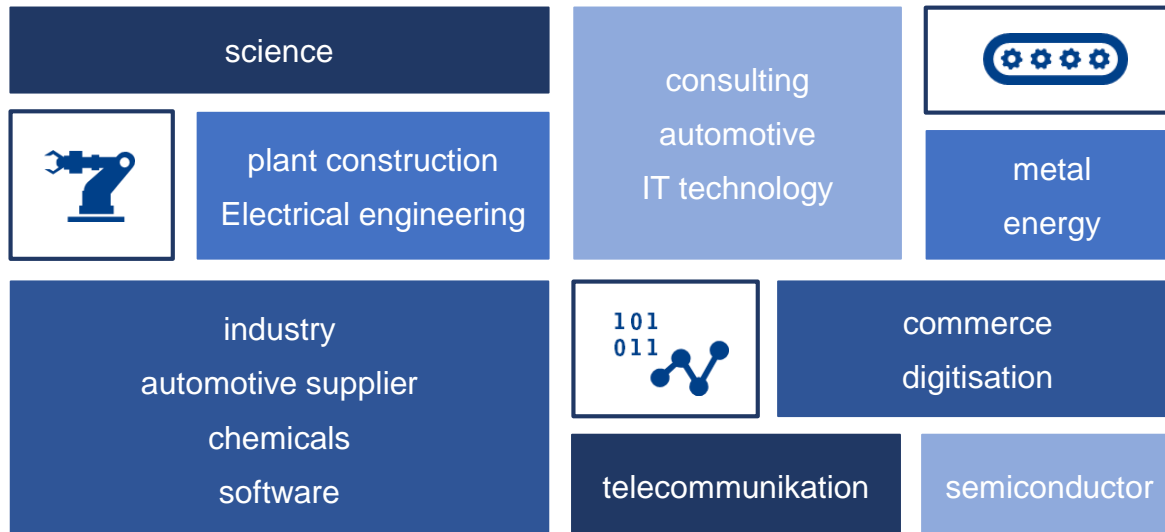 science
consulting
automotive
IT technology
plant construction
Electrical engineering
metal
energy
industry
automotive supplier
chemicals
software
101
011
commerce
digitisation
telecommunikation
semiconductor